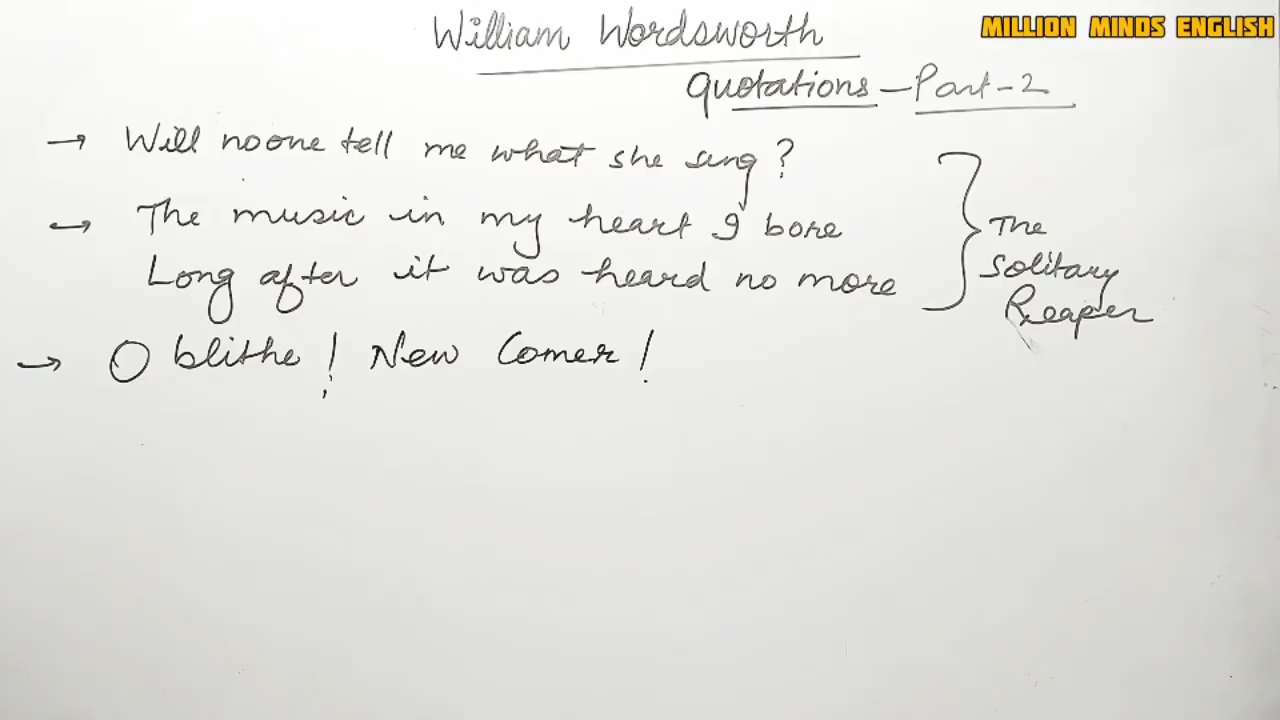 William Wordsworth
MILLION MINDS ENGLISH
Quotations - Part - 2
→ Will noone tell me what she sing ?
→ The music in my heart I bore
Long after it was heard no more
The
Solitary
Reaper
→ O blithe ! New Comer !